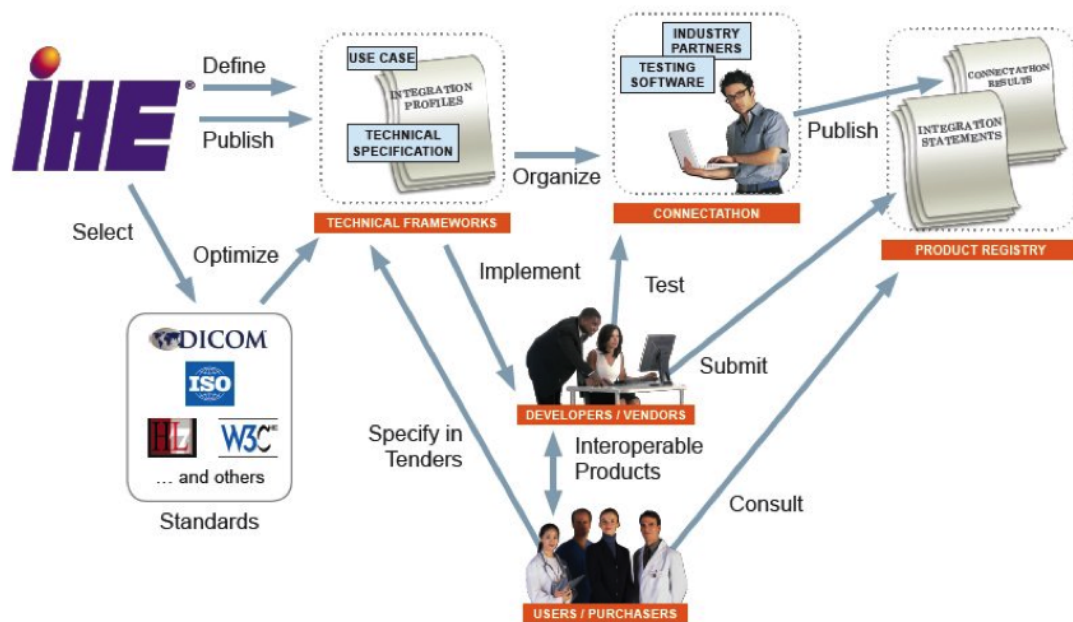 IHE®
Define
Publish
USE CASE
INTEGRATION
PROFILES
TECHNICAL
SPECIFICATION
TECHNICAL FRAMEWORKS
Organize
INDUSTRY
PARTNERS
TESTING
SOFTWARE
CONNECTATHON
Publish
CONNECTATHON
RESULTS
INTEGRATION
STATEMENTS
PRODUCT REGISTRY
Select
Optimize
Implement
Test
Submit
DICOM
ISO
HL7
W3C
... and others
Standards
DEVELOPERS / VENDORS
Specify in
Tenders
Interoperable
Products
Consult
USERS / PURCHASERS